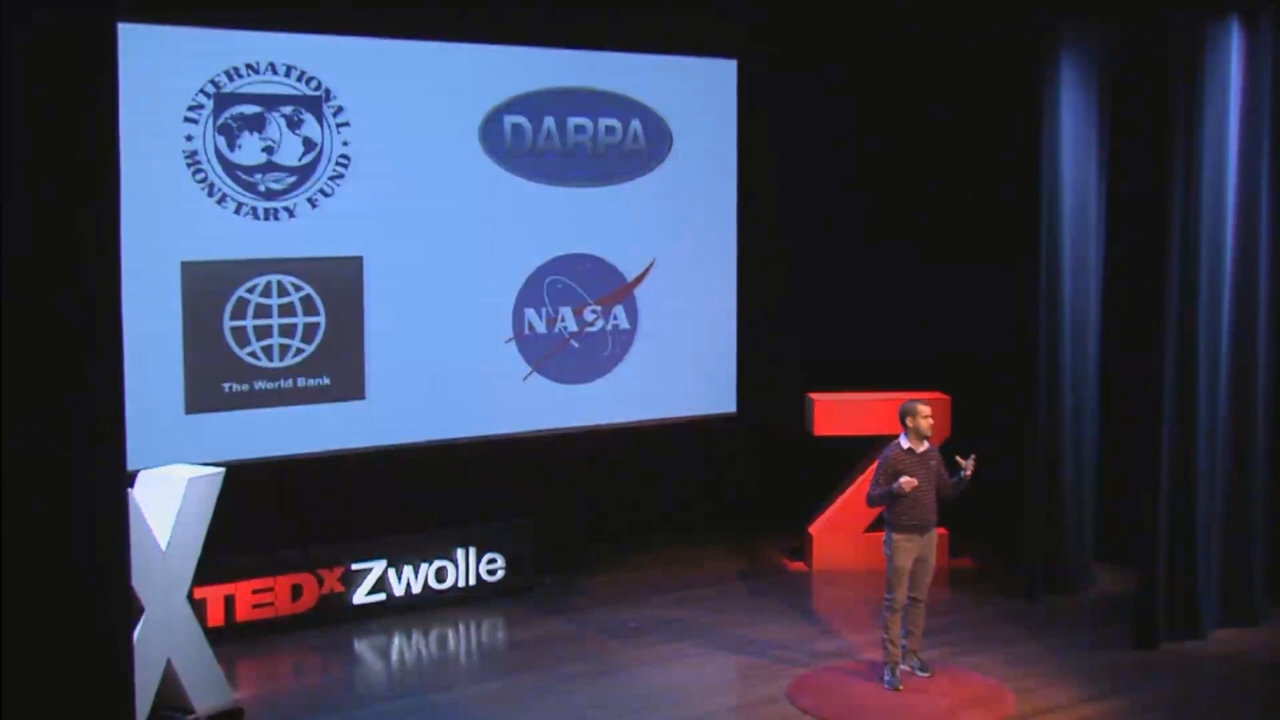 INTERNATIONAL
MONETARY FUND
DARPA
The World Bank
NASA
X
TEDx Zwolle
Z